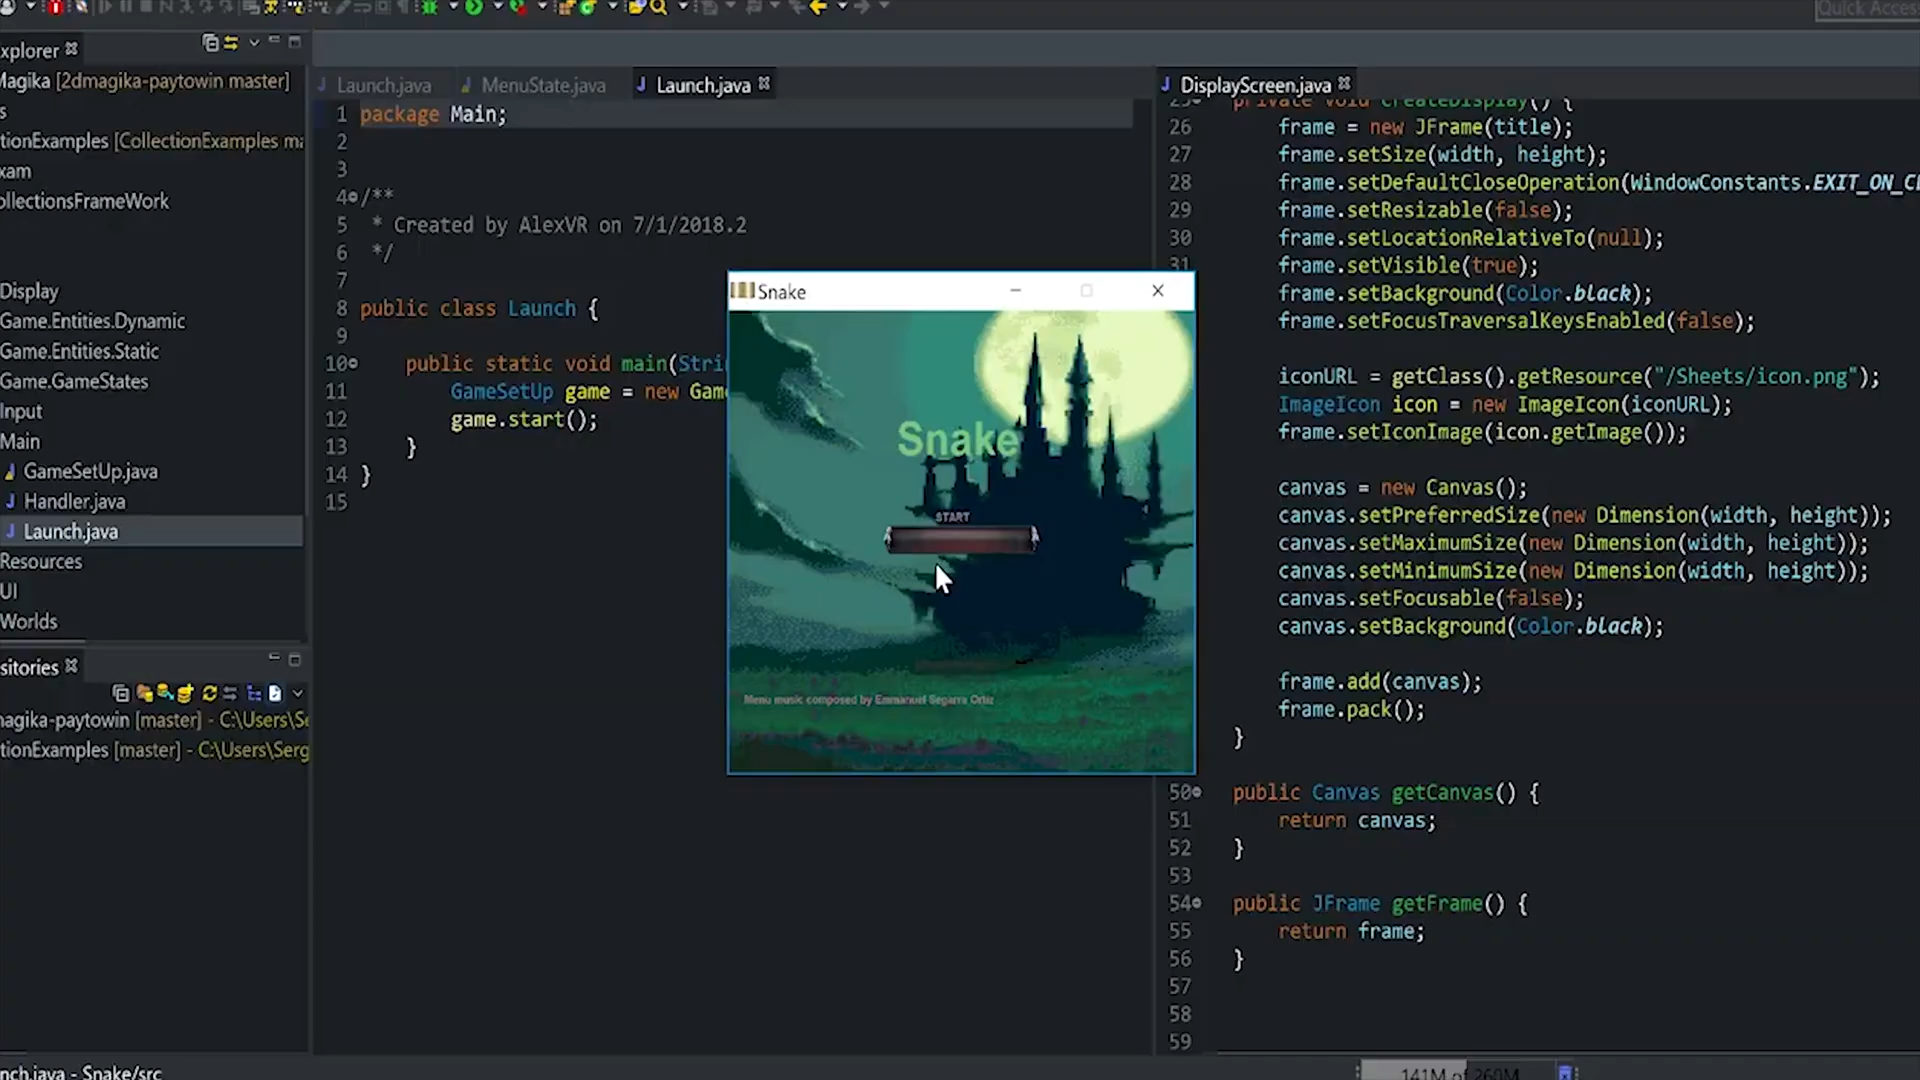 Quick Access
xplorer
Magika [2dmagika-paytowin master]
s
tionExamples [CollectionExamples ma
xam
ollectionsFrameWork
Display
Game.Entities.Dynamic
Game.Entities.Static
Game.GameStates
Input
Main
GameSetUp.java
Handler.java
Launch.java
Resources
UI
Worlds
sitories
magika-paytowin [master] - C:\Users\Se
tionExamples [master] - C:\Users\Serg
Launch.java
MenuState.java
Launch.java
1 package Main;
2
3
4 /**
5 * Created by AlexVR on 7/1/2018.2
6 */
7
8 public class Launch {
9
10 public static void main(Stri
11 GameSetUp game = new Game
12 game.start();
13 }
14 }
15
Snake
Snake
START
Menu music composed by Emmanuel Segarra Ortiz
DisplayScreen.java
25 private void createDisplay() {
26 frame = new JFrame(title);
27 frame.setSize(width, height);
28 frame.setDefaultCloseOperation(WindowConstants.EXIT_ON_CL
29 frame.setResizable(false);
30 frame.setLocationRelativeTo(null);
31 frame.setVisible(true);
frame.setBackground(Color.black);
frame.setFocusTraversalKeysEnabled(false);
iconURL = getClass().getResource("/Sheets/icon.png");
ImageIcon icon = new ImageIcon(iconURL);
frame.setIconImage(icon.getImage());
canvas = new Canvas();
canvas.setPreferredSize(new Dimension(width, height));
canvas.setMaximumSize(new Dimension(width, height));
canvas.setMinimumSize(new Dimension(width, height));
canvas.setFocusable(false);
canvas.setBackground(Color.black);
frame.add(canvas);
frame.pack();
}
50 public Canvas getCanvas() {
51 return canvas;
52 }
53
54 public JFrame getFrame() {
55 return frame;
56 }
57
58
59
nch.java - Snake/src
141M of 260M